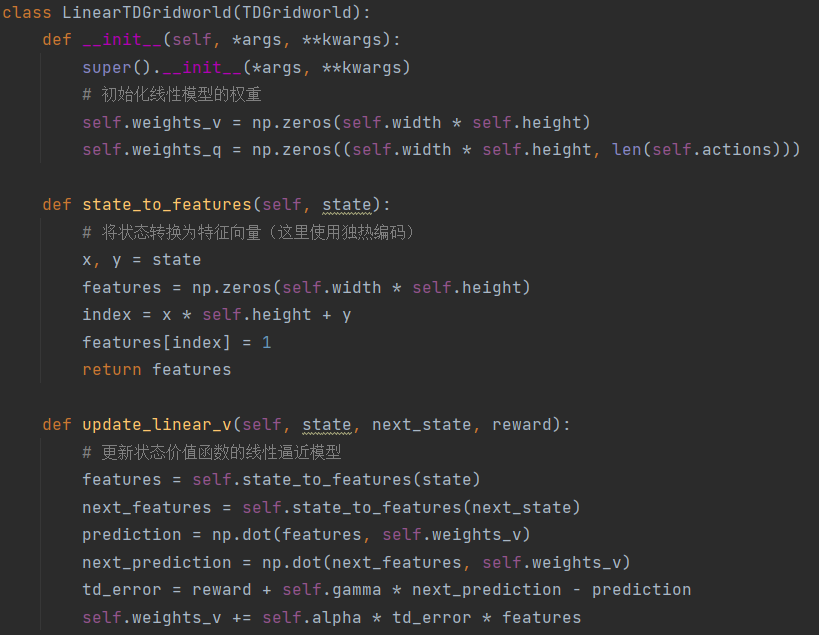 class LinearTDGridworld(TDGridworld):
    def __init__(self, *args, **kwargs):
        super().__init__(*args, **kwargs)
        # 初始化线性模型的权重
        self.weights_v = np.zeros(self.width * self.height)
        self.weights_q = np.zeros((self.width * self.height, len(self.actions)))
    def state_to_features(self, state):
        # 将状态转换为特征向量（这里使用独热编码）
        x, y = state
        features = np.zeros(self.width * self.height)
        index = x * self.height + y
        features[index] = 1
        return features
    def update_linear_v(self, state, next_state, reward):
        # 更新状态价值函数的线性逼近模型
        features = self.state_to_features(state)
        next_features = self.state_to_features(next_state)
        prediction = np.dot(features, self.weights_v)
        next_prediction = np.dot(next_features, self.weights_v)
        td_error = reward + self.gamma * next_prediction - prediction
        self.weights_v += self.alpha * td_error * features